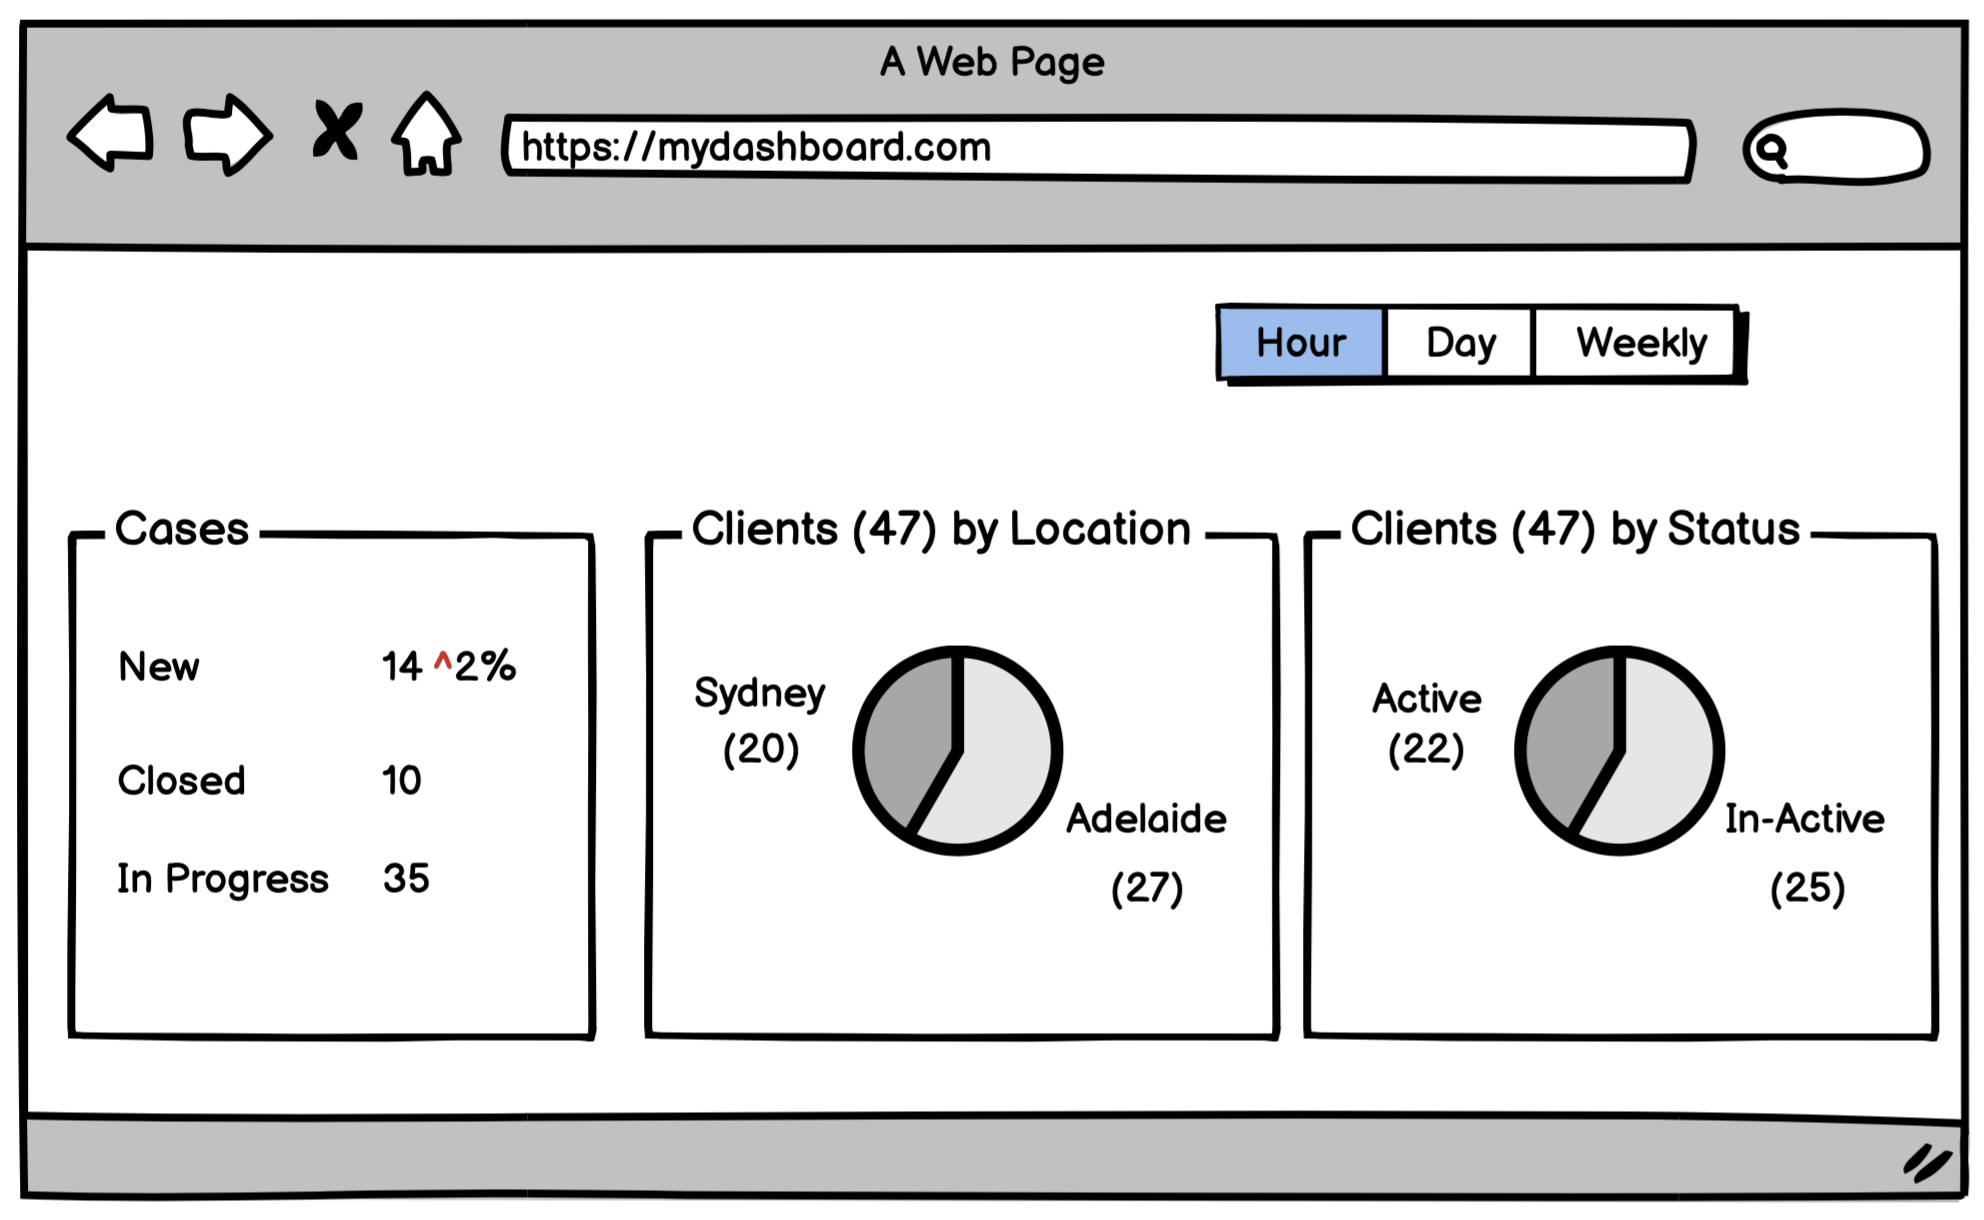 A Web Page
https://mydashboard.com
Hour Day Weekly
Cases
New 14 ^2%
Closed 10
In Progress 35
Clients (47) by Location
Sydney
(20)
Adelaide
(27)
Clients (47) by Status
Active
(22)
In-Active
(25)